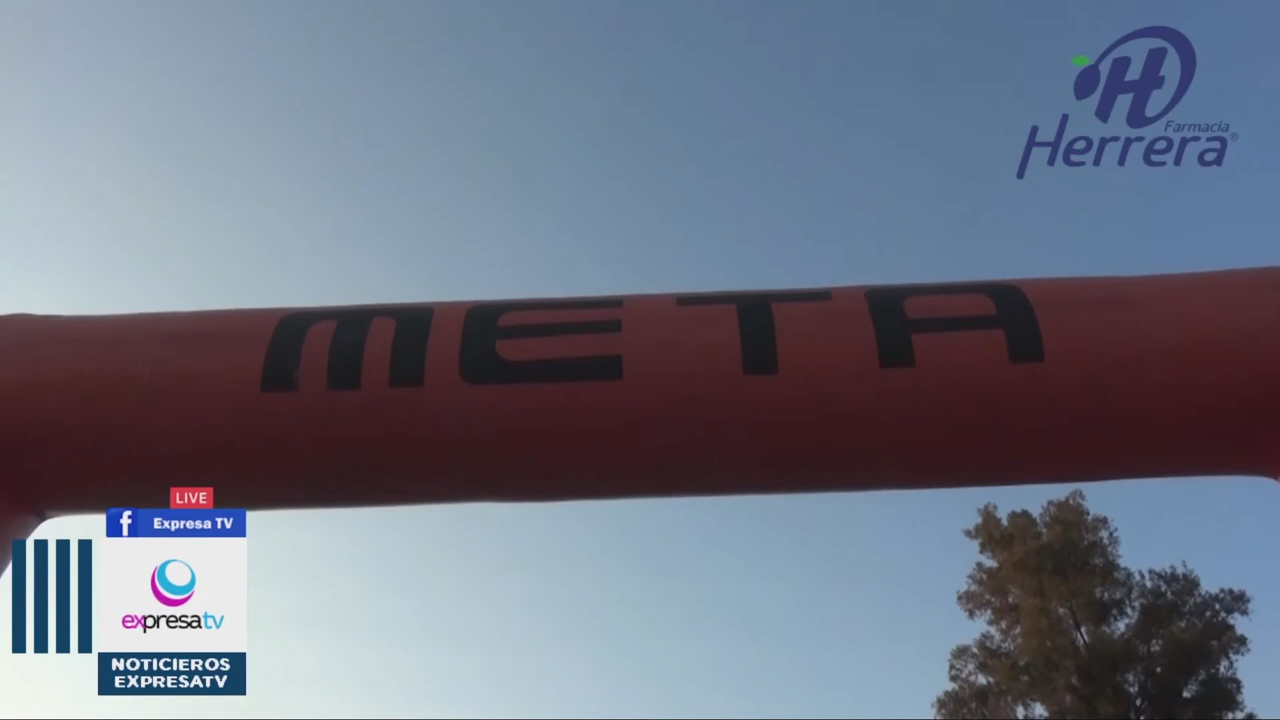 H
Farmacia
Herrera®
META
LIVE
f Expresa TV
expresatv
NOTICIEROS
EXPRESATV